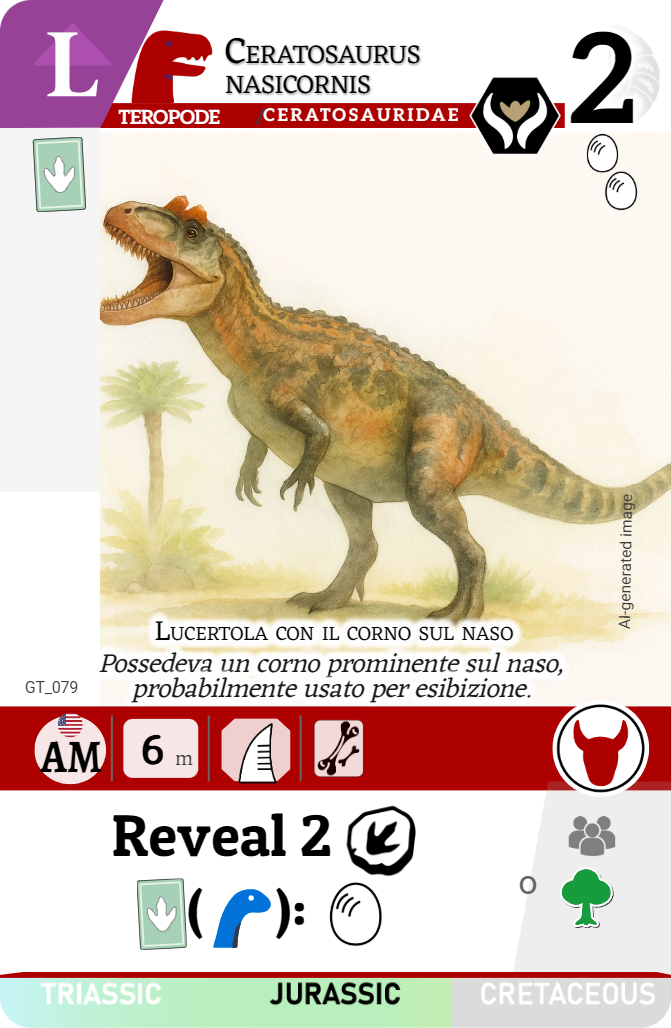 L
CERATOSAURUS
NASICORNIS
2
TEROPODE / CERATOSAURIDAE
AI-generated image
LUCERTOLA CON IL CORNO SUL NASO
Possedeva un corno prominente sul naso,
probabilmente usato per esibizione.
GT_079
AM
6 m
Reveal 2
( ):
O
TRIASSIC JURASSIC CRETACEOUS